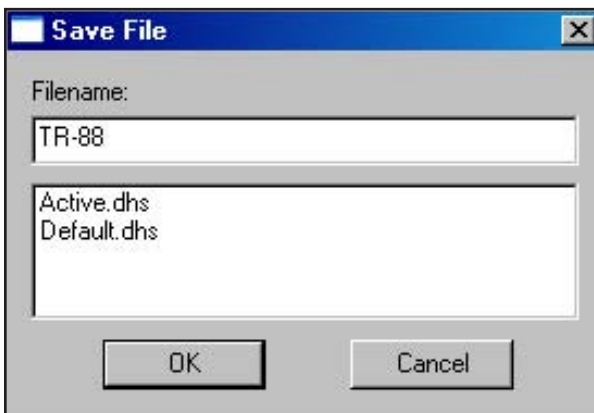 Save File
Filename:
TR-88
Active.dhs
Default.dhs
OK Cancel